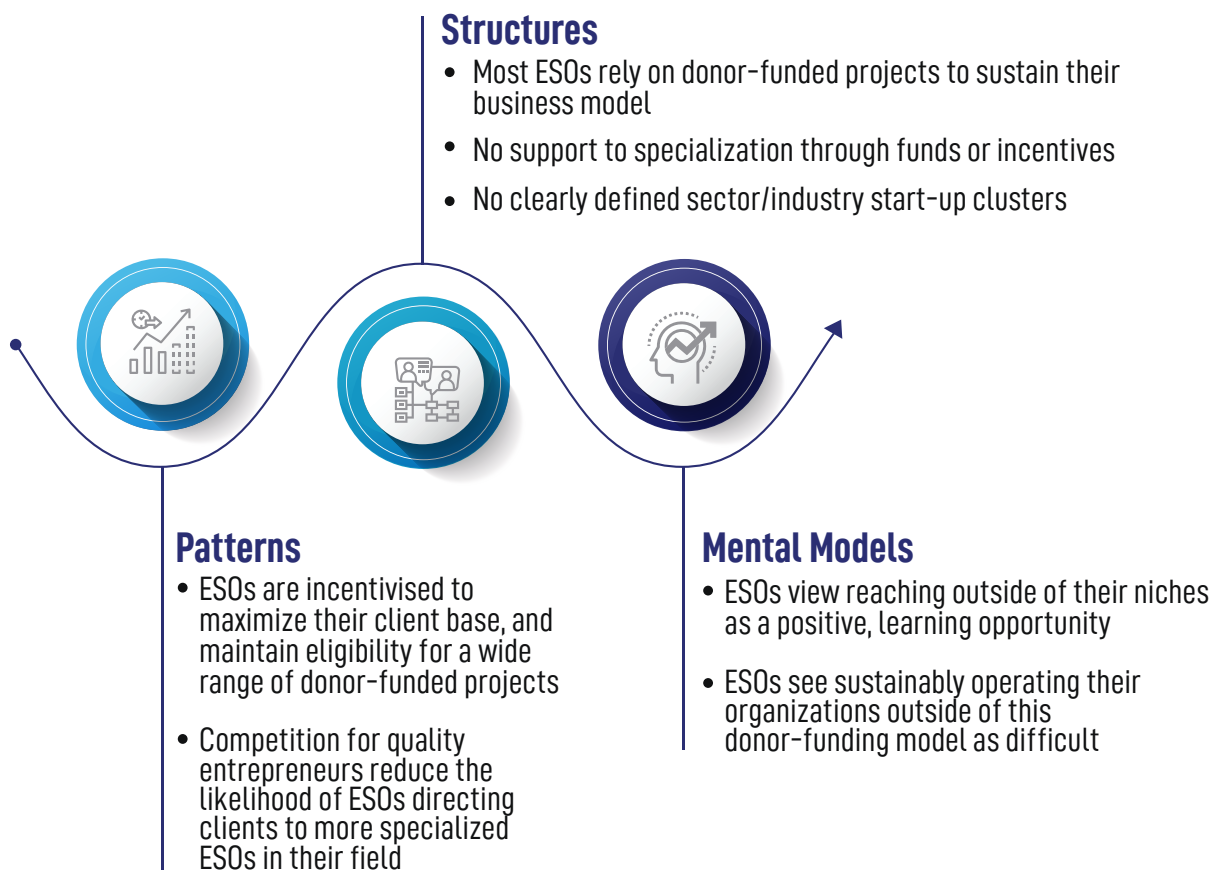 Structures
• Most ESOs rely on donor-funded projects to sustain their
business model
• No support to specialization through funds or incentives
• No clearly defined sector/industry start-up clusters
Patterns
• ESOs are incentivised to
maximize their client base, and
maintain eligibility for a wide
range of donor-funded projects
• Competition for quality
entrepreneurs reduce the
likelihood of ESOs directing
clients to more specialized
ESOs in their field
Mental Models
• ESOs view reaching outside of their niches
as a positive, learning opportunity
• ESOs see sustainably operating their
organizations outside of this
donor-funding model as difficult